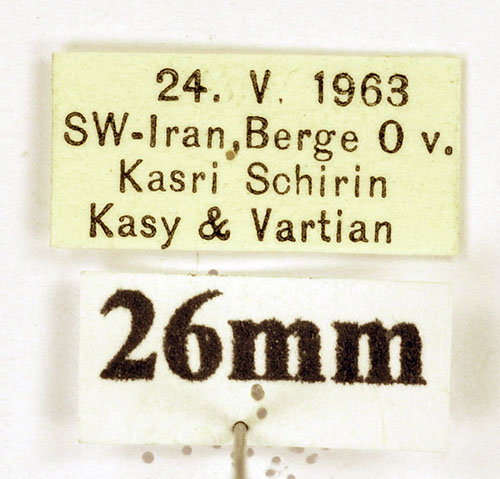 24. V. 1963
SW-Iran, Berge O v.
Kasri Schirin
Kasy & Vartian
26mm